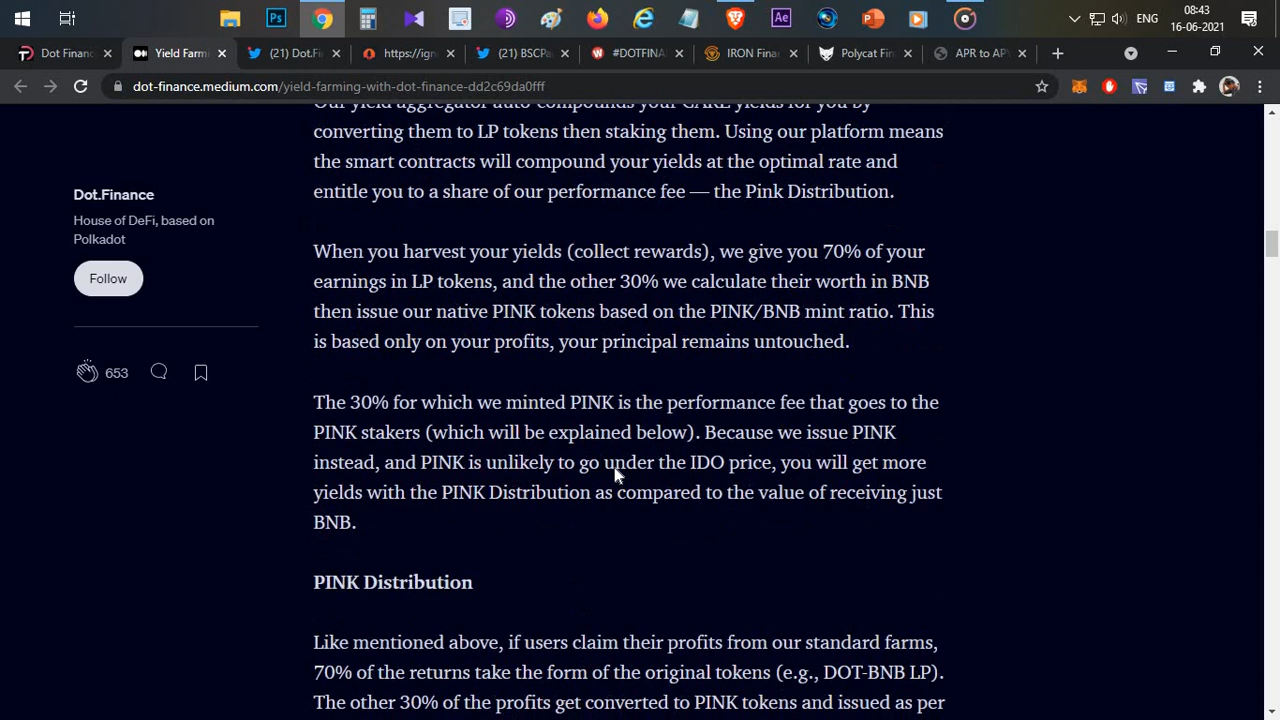 08:43
ENG
16-06-2021
Dot Financ
Yield Farmi
(21) Dot.Fi
https://ign
(21) BSCPa
#DOTFINA
IRON Finan
Polycat Fin
APR to AP
dot-finance.medium.com/yield-farming-with-dot-finance-dd2c69da0fff
Our yield aggregator auto-compounds your CAKE yields for you by
converting them to LP tokens then staking them. Using our platform means
the smart contracts will compound your yields at the optimal rate and
entitle you to a share of our performance fee — the Pink Distribution.
Dot.Finance
House of DeFi, based on
Polkadot
Follow
653
When you harvest your yields (collect rewards), we give you 70% of your
earnings in LP tokens, and the other 30% we calculate their worth in BNB
then issue our native PINK tokens based on the PINK/BNB mint ratio. This
is based only on your profits, your principal remains untouched.
The 30% for which we minted PINK is the performance fee that goes to the
PINK stakers (which will be explained below). Because we issue PINK
instead, and PINK is unlikely to go under the IDO price, you will get more
yields with the PINK Distribution as compared to the value of receiving just
BNB.
PINK Distribution
Like mentioned above, if users claim their profits from our standard farms,
70% of the returns take the form of the original tokens (e.g., DOT-BNB LP).
The other 30% of the profits get converted to PINK tokens and issued as per